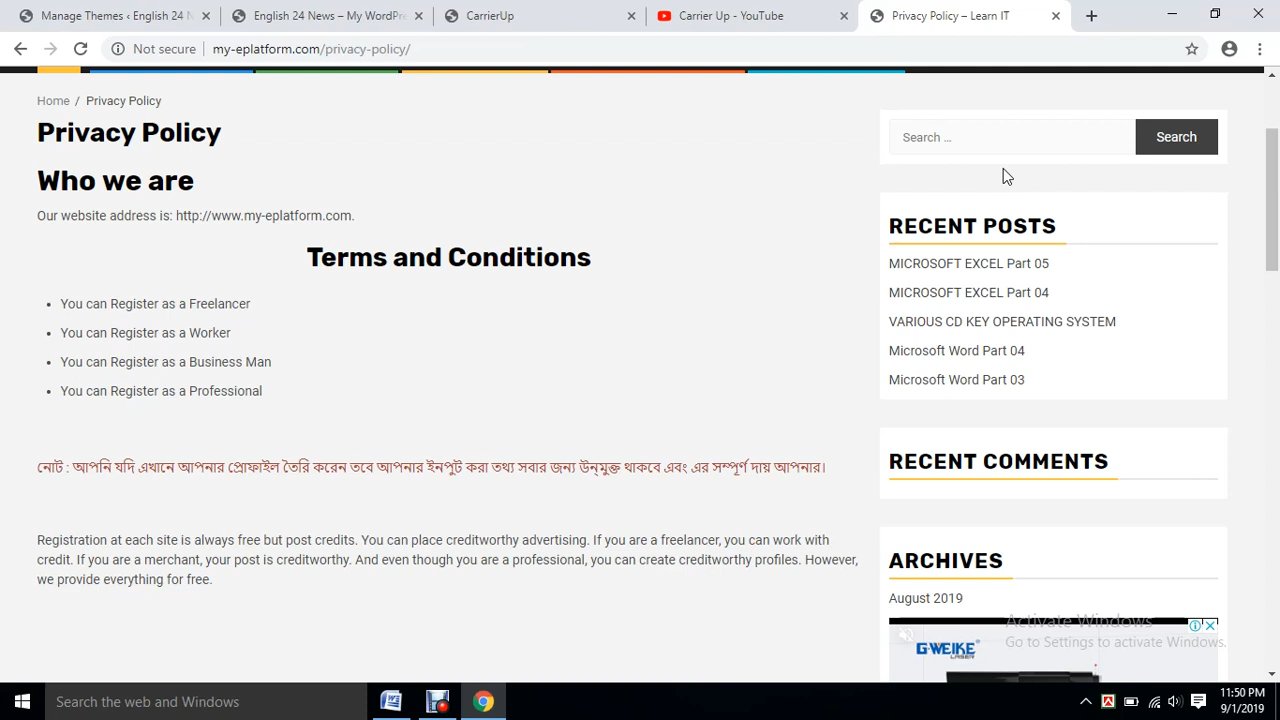 Manage Themes ‹ English 24 N
English 24 News – My WordPre
CarrierUp
Carrier Up - YouTube
Privacy Policy – Learn IT
Not secure
my-eplatform.com/privacy-policy/
Home / Privacy Policy
Privacy Policy
Who we are
Our website address is: http://www.my-eplatform.com.
Terms and Conditions
• You can Register as a Freelancer
• You can Register as a Worker
• You can Register as a Business Man
• You can Register as a Professional
নোট : আপনি যদি এখানে আপনার প্রোফাইল তৈরি করেন তবে আপনার ইনপুট করা তথ্য সবার জন্য উন্মুক্ত থাকবে এবং এর সম্পূর্ণ দায় আপনার।
Registration at each site is always free but post credits. You can place creditworthy advertising. If you are a freelancer, you can work with
credit. If you are a merchant, your post is creditworthy. And even though you are a professional, you can create creditworthy profiles. However,
we provide everything for free.
Search …
Search
RECENT POSTS
MICROSOFT EXCEL Part 05
MICROSOFT EXCEL Part 04
VARIOUS CD KEY OPERATING SYSTEM
Microsoft Word Part 04
Microsoft Word Part 03
RECENT COMMENTS
ARCHIVES
August 2019
G·WEIKE
LASER
Activate Windows
Go to Settings to activate Windows.
Search the web and Windows
11:50 PM
9/1/2019